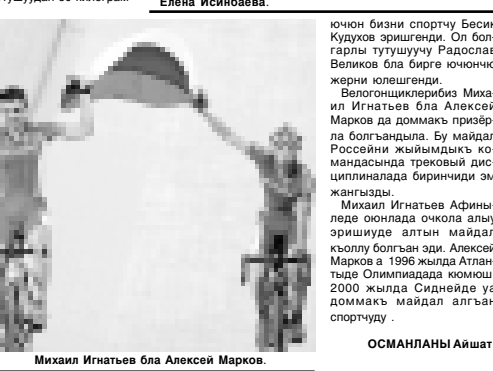 Елена Исинбаева.
ючюн бизни спортчу Бесик
Кудухов эришгенди. Ол бол-
гарлы тутушуучу Радослав
Великов бла бирге ючюнчю
жерни юлешгенди.
Велогонщиклерибиз Миха-
ил Игнатьев бла Алексей
Марков да доммакъ призёр-
ла болгъандыла. Бу майдал
Россейни жыйымдыкъ ко-
мандасында трековый дис-
циплиналада биринчиди эм
жангызды.
Михаил Игнатьев Афины-
леде оюнлада очкола алыу
эришиуде алтын майдал
къоллу болгъан эди. Алексей
Марков а 1996 жылда Атлан-
тыде Олимпиадада кюмюш,
2000 жылда Сиднейде уа
доммакъ майдал алгъан
спортчуду .
ОСМАНЛАНЫ Айшат
Михаил Игнатьев бла Алексей Марков.